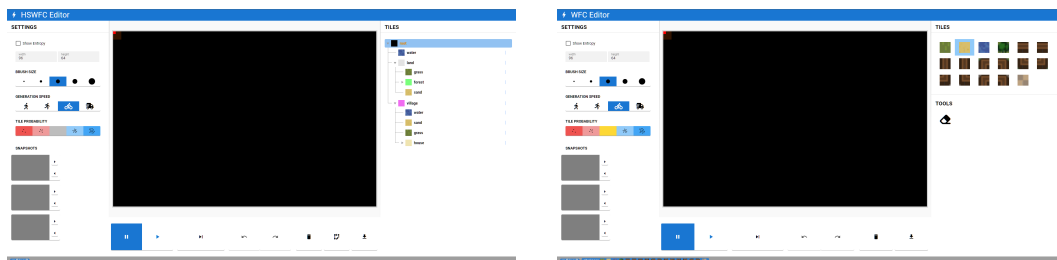 HSWFC Editor
SETTINGS
Show Entropy
BRUSH SIZE
GENERATION SPEED
TILE PROBABILITY
SNAPSHOTS
TILES
root
water
land
grass
forest
sand
village
water
sand
grass
house
WFC Editor
SETTINGS
Show Entropy
BRUSH SIZE
GENERATION SPEED
TILE PROBABILITY
SNAPSHOTS
TILES
TOOLS